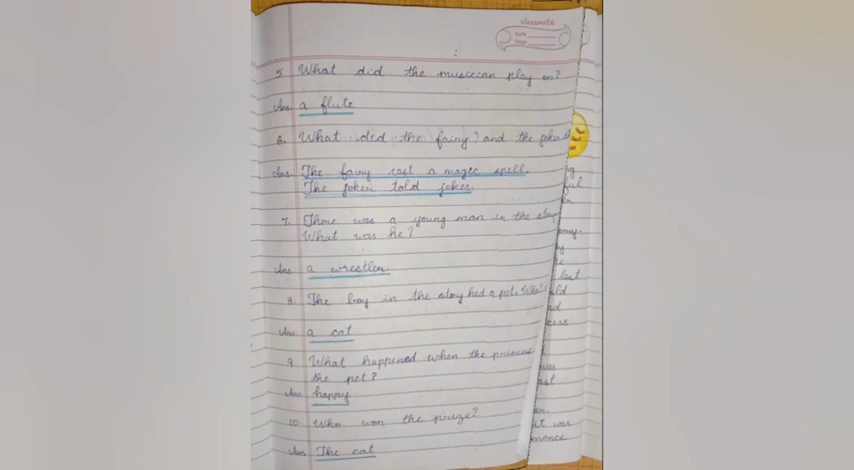 classmate
Date
Page
5. What did the musician play on?
Ans. a flute
6. What did the fairy? and the joker
Ans. The fairy cast a magic spell.
The joker told jokes.
7. There was a young man in the story
What was he?
Ans a wrestler.
8. The boy in the story had a pet. What
Ans a cat
9. What happened when the princess
the pet?
Ans happy
10. Who won the prize?
Ans The cat